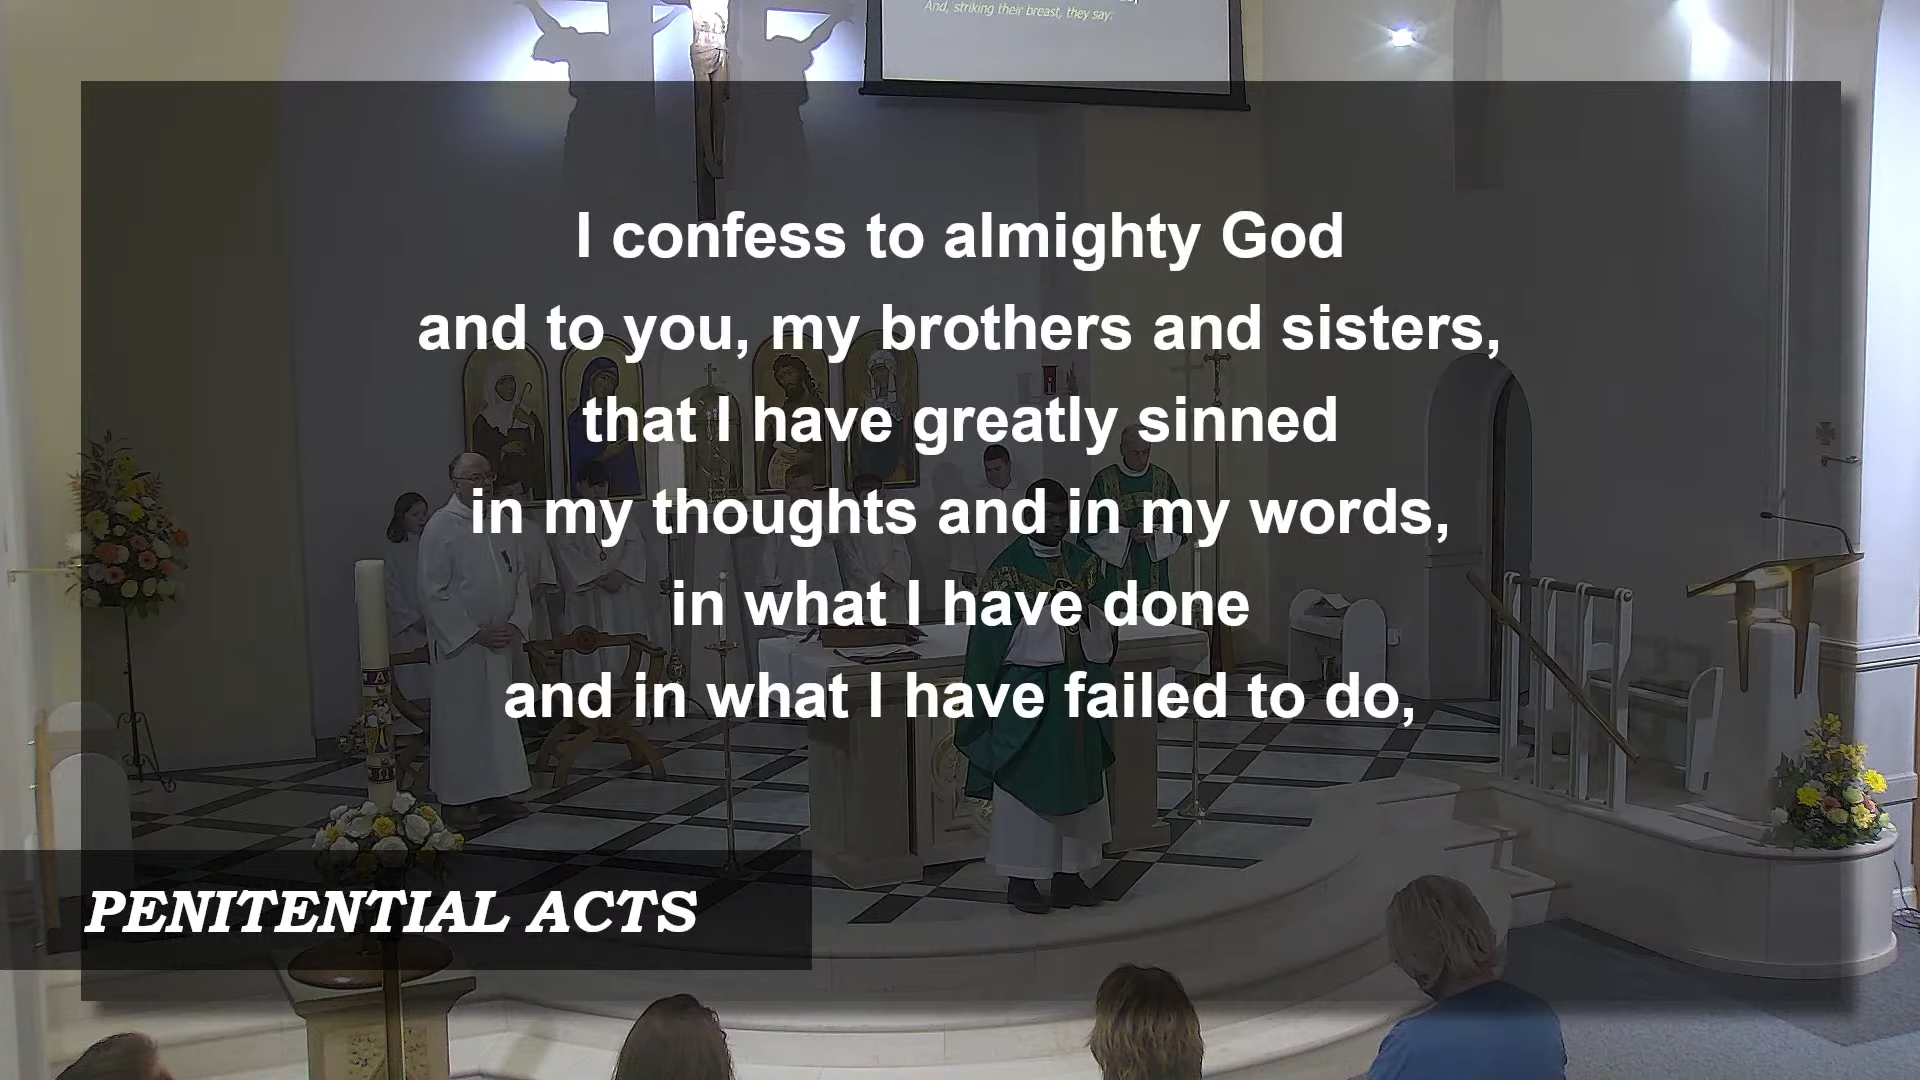 And, striking their breast, they say:
I confess to almighty God
and to you, my brothers and sisters,
that I have greatly sinned
in my thoughts and in my words,
in what I have done
and in what I have failed to do,
PENITENTIAL ACTS